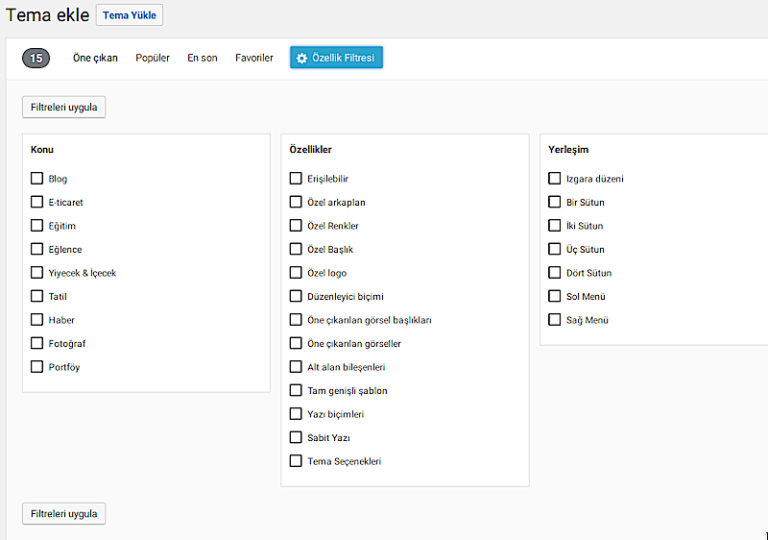 Tema ekle Tema Yükle
15 Öne çıkan Popüler En son Favoriler Özellik Filtresi
Filtreleri uygula
Konu
Blog
E-ticaret
Eğitim
Eğlence
Yiyecek & İçecek
Tatil
Haber
Fotoğraf
Portföy
Özellikler
Erişilebilir
Özel arkaplan
Özel Renkler
Özel Başlık
Özel logo
Düzenleyici biçimi
Öne çıkarılan görsel başlıkları
Öne çıkarılan görseller
Alt alan bileşenleri
Tam genişli şablon
Yazı biçimleri
Sabit Yazı
Tema Seçenekleri
Yerleşim
Izgara düzeni
Bir Sütun
İki Sütun
Üç Sütun
Dört Sütun
Sol Menü
Sağ Menü
Filtreleri uygula